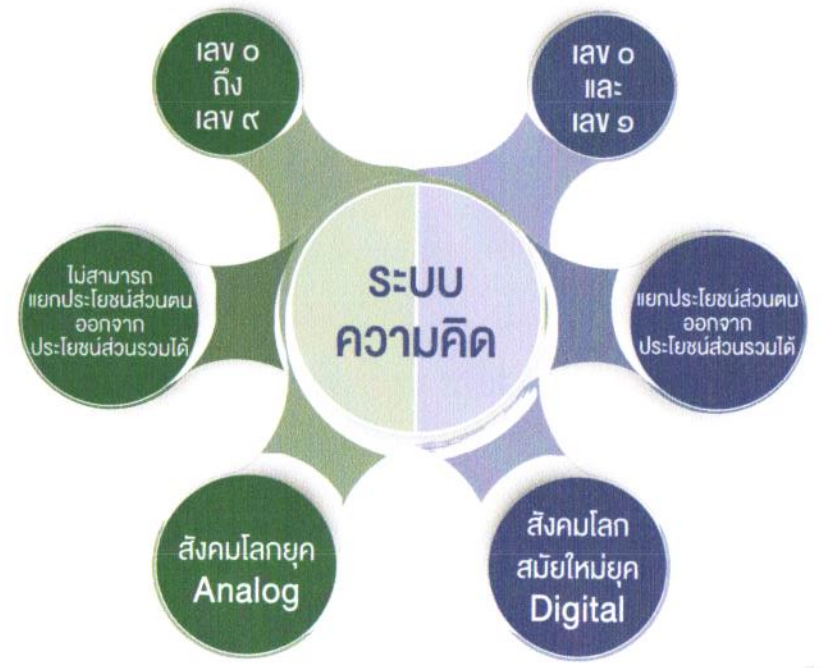 เลข ๐
ถึง
เลข ๙
เลข ๐
และ
เลข ๑
ไม่สามารถ
แยกประโยชน์ส่วนตน
ออกจาก
ประโยชน์ส่วนรวมได้
ระบบ
ความคิด
แยกประโยชน์ส่วนตน
ออกจาก
ประโยชน์ส่วนรวมได้
สังคมโลกยุค
Analog
สังคมโลก
สมัยใหม่ยุค
Digital